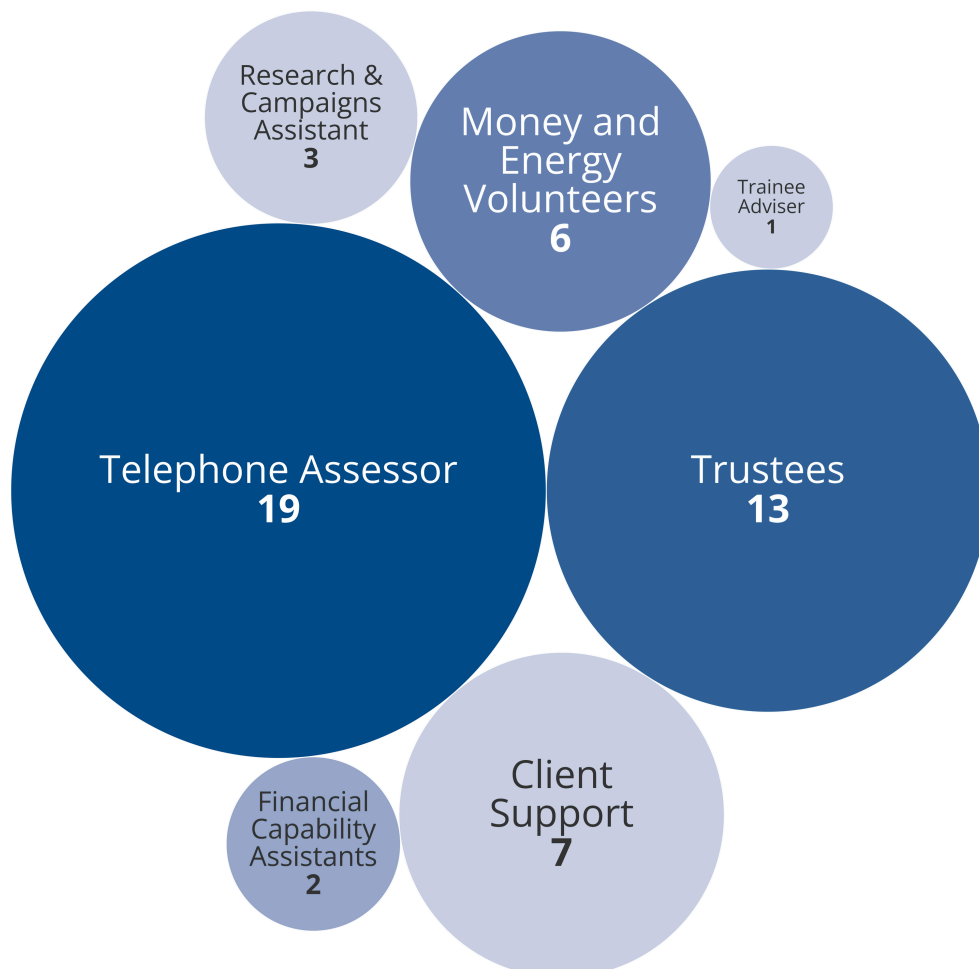 Research &
Campaigns
Assistant
3
Money and
Energy
Volunteers
6
Trainee
Adviser
1
Telephone Assessor
19
Trustees
13
Client
Support
7
Financial
Capability
Assistants
2